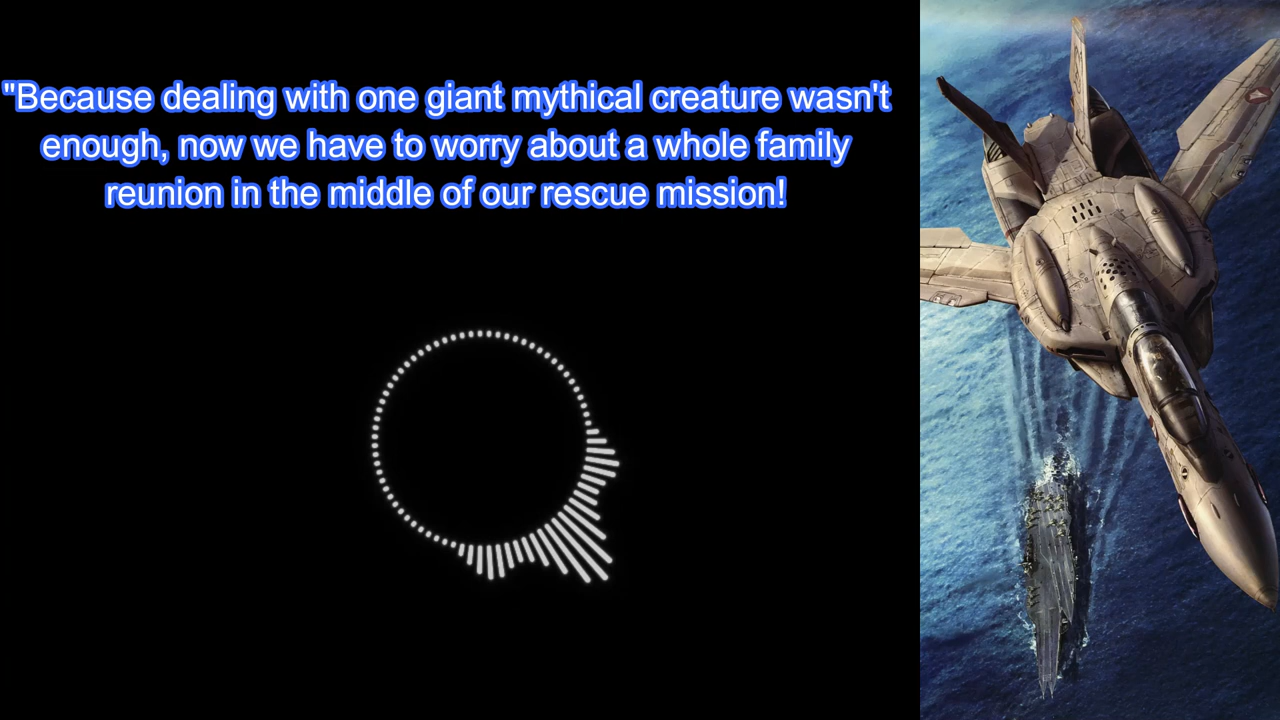 "Because dealing with one giant mythical creature wasn't
enough, now we have to worry about a whole family
reunion in the middle of our rescue mission!